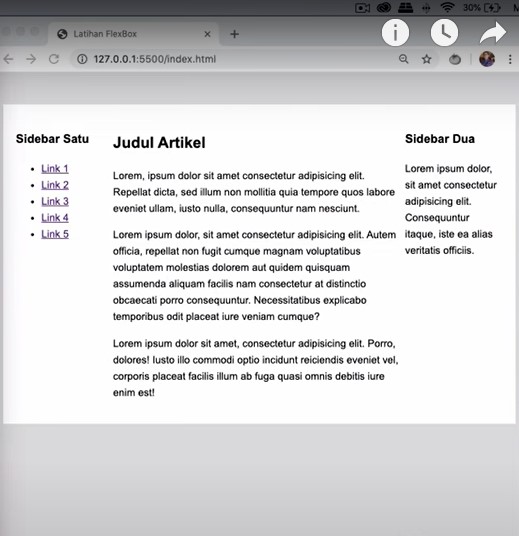 30%
Latihan FlexBox
127.0.0.1:5500/index.html
Sidebar Satu
Link 1
Link 2
Link 3
Link 4
Link 5
Judul Artikel
Lorem, ipsum dolor sit amet consectetur adipisicing elit.
Repellat dicta, sed illum non mollitia quia tempore quos labore
eveniet ullam, iusto nulla, consequuntur nam nesciunt.
Lorem ipsum dolor sit, amet consectetur adipisicing elit. Autem
officia, repellat non fugit cumque magnam voluptatibus
voluptatem molestias dolorem aut quidem quisquam
assumenda aliquam facilis nam consectetur at distinctio
obcaecati porro consequuntur. Necessitatibus explicabo
temporibus odit placeat iure veniam cumque?
Lorem ipsum dolor sit amet, consectetur adipisicing elit. Porro,
dolores! Iusto illo commodi optio incidunt reiciendis eveniet vel,
corporis placeat facilis illum ab fuga quasi omnis debitis iure
enim est!
Sidebar Dua
Lorem ipsum dolor,
sit amet consectetur
adipisicing elit.
Consequuntur
itaque, iste ea alias
veritatis officiis.